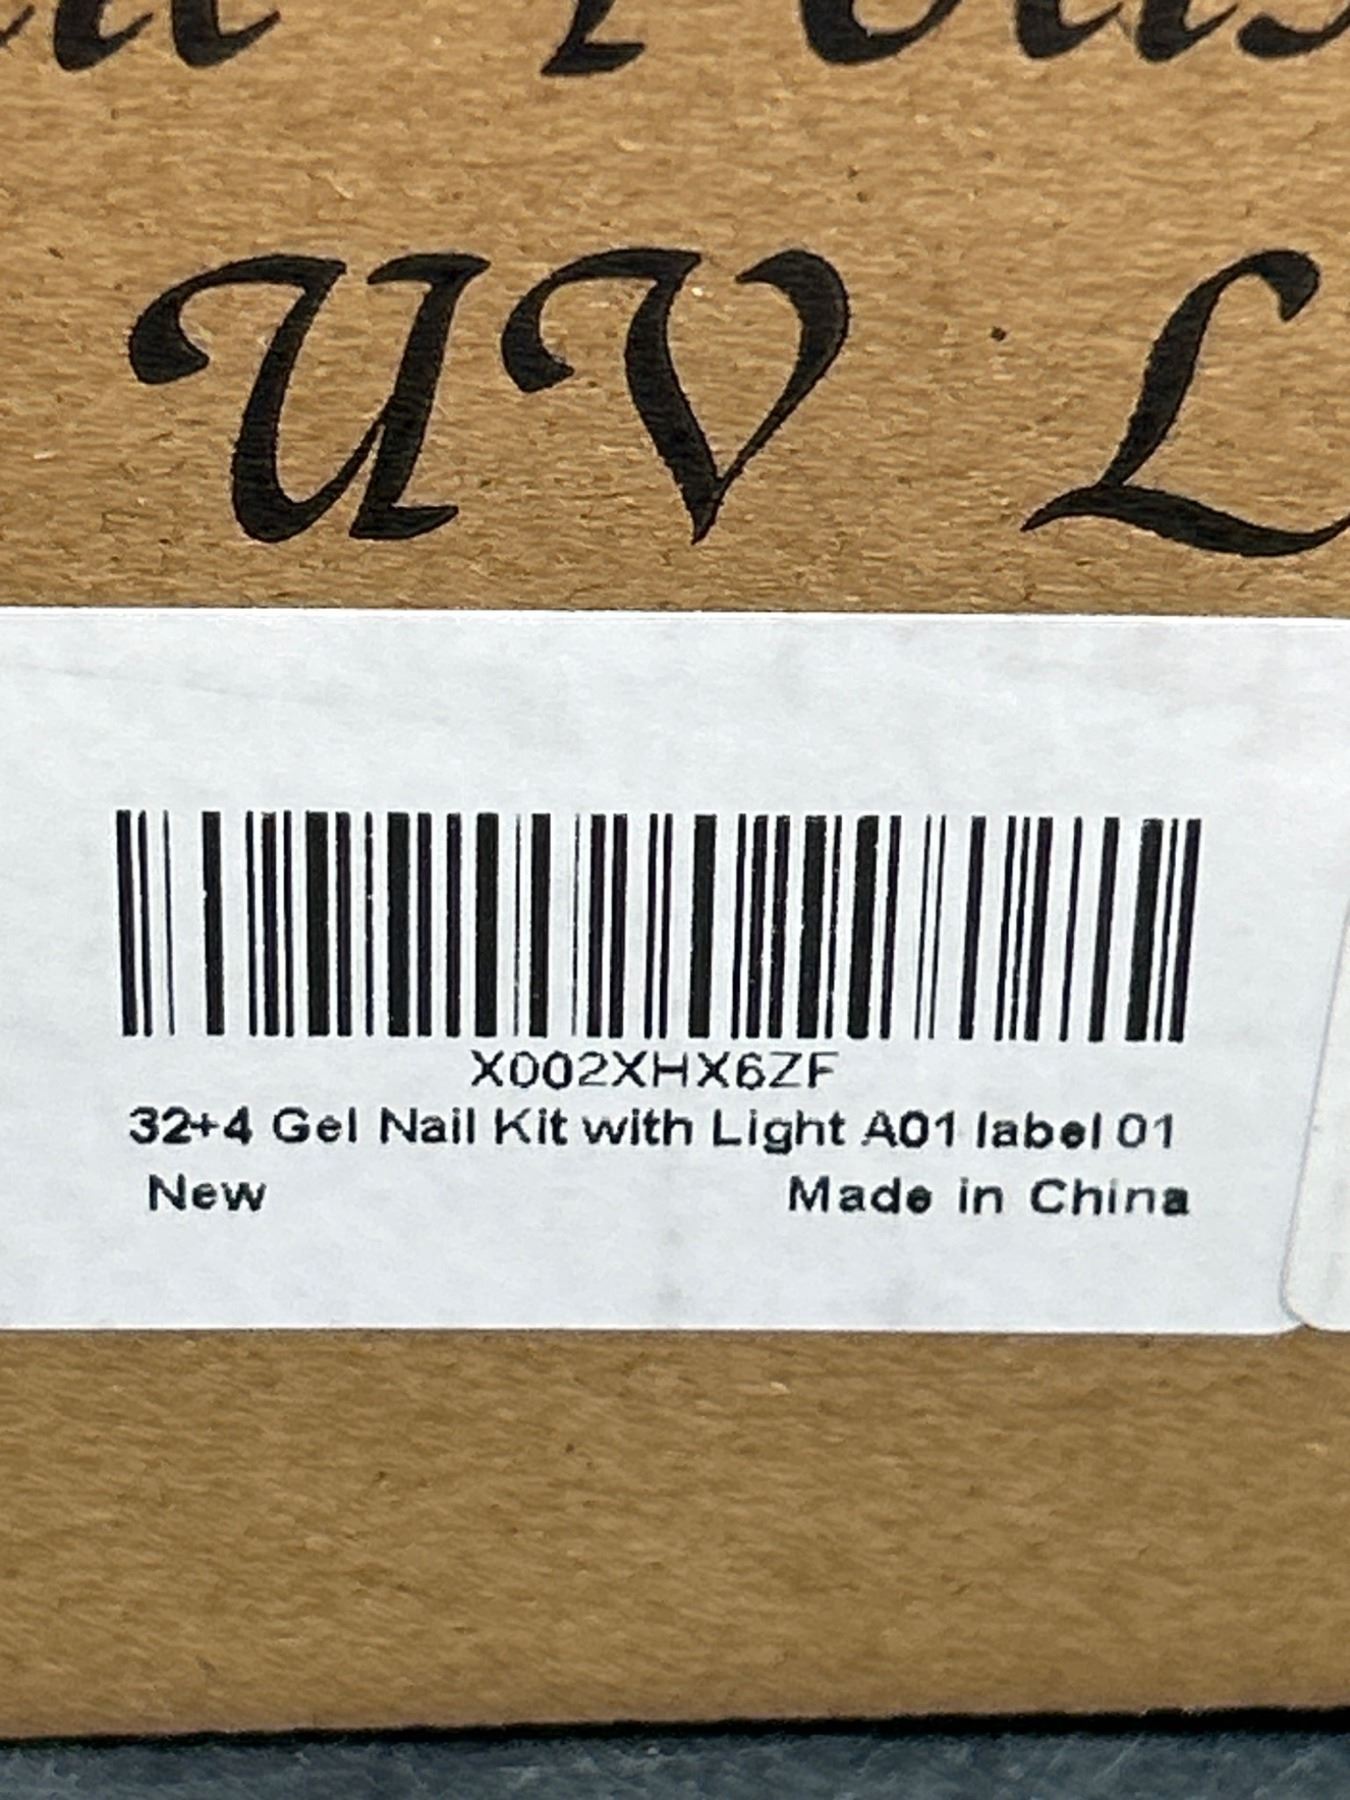 UV
X002XHX6ZF
32+4 Gel Nail Kit with Light A01 label 01
New Made in China